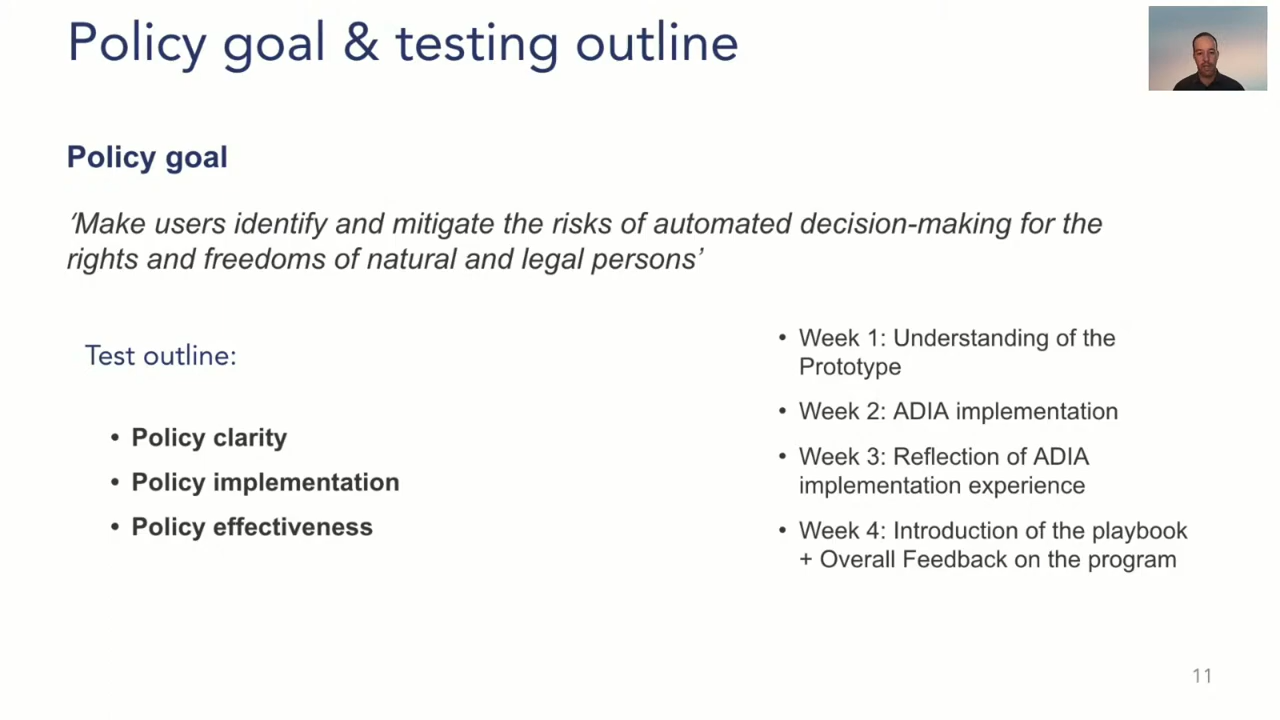 Policy goal & testing outline
Policy goal
‘Make users identify and mitigate the risks of automated decision-making for the
rights and freedoms of natural and legal persons’
Test outline:
• Policy clarity
• Policy implementation
• Policy effectiveness
• Week 1: Understanding of the
Prototype
• Week 2: ADIA implementation
• Week 3: Reflection of ADIA
implementation experience
• Week 4: Introduction of the playbook
+ Overall Feedback on the program
11